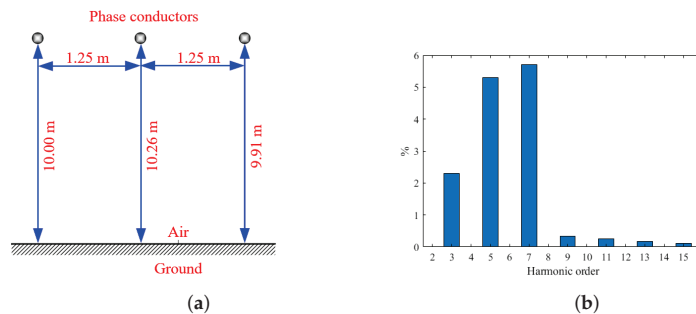 Phase conductors
1.25 m
1.25 m
10.00 m
10.26 m
9.91 m
Air
Ground
(a)
6
5
4
3
2
1
0
%
2 3 4 5 6 7 8 9 10 11 12 13 14 15
Harmonic order
(b)